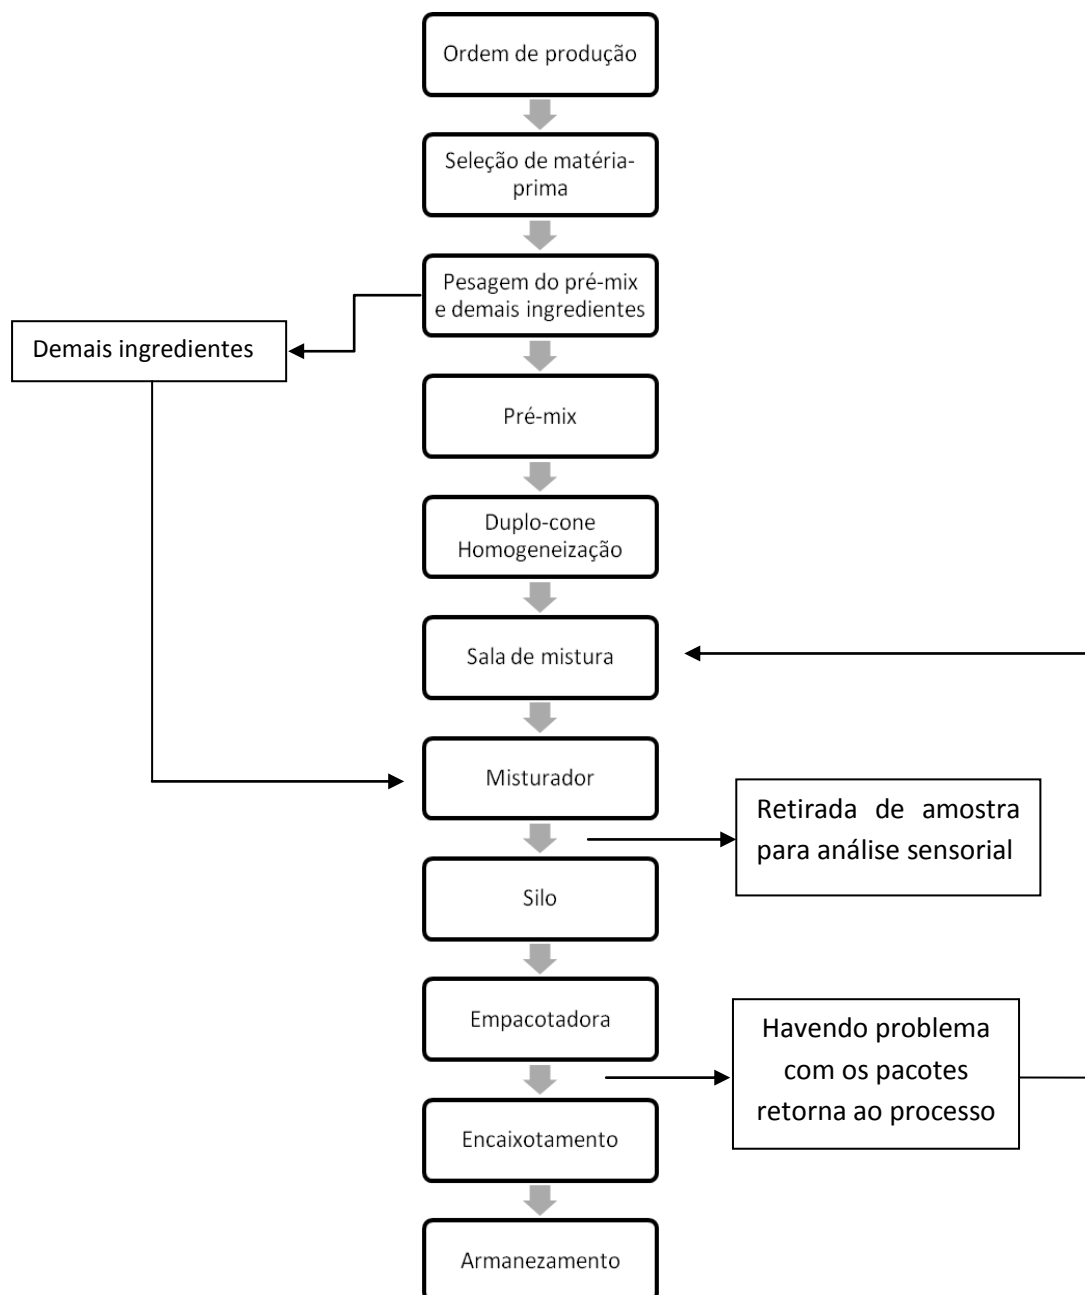 Ordem de produção
Seleção de matéria-
prima
Pesagem do pré-mix
e demais ingredientes
Demais ingredientes
Pré-mix
Duplo-cone
Homogeneização
Sala de mistura
Misturador
Retirada de amostra
para análise sensorial
Silo
Empacotadora
Havendo problema
com os pacotes
retorna ao processo
Encaixotamento
Armanezamento